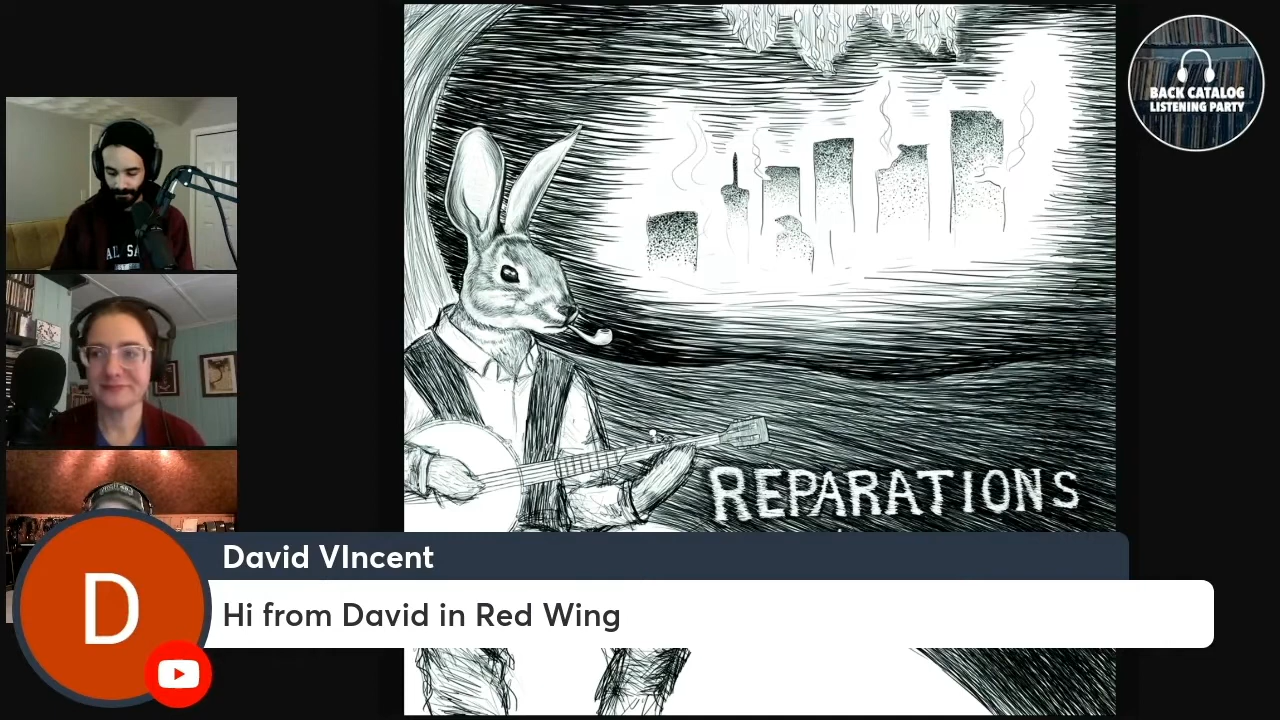 BACK CATALOG
LISTENING PARTY
REPARATIONS
David VIncent
Hi from David in Red Wing
D